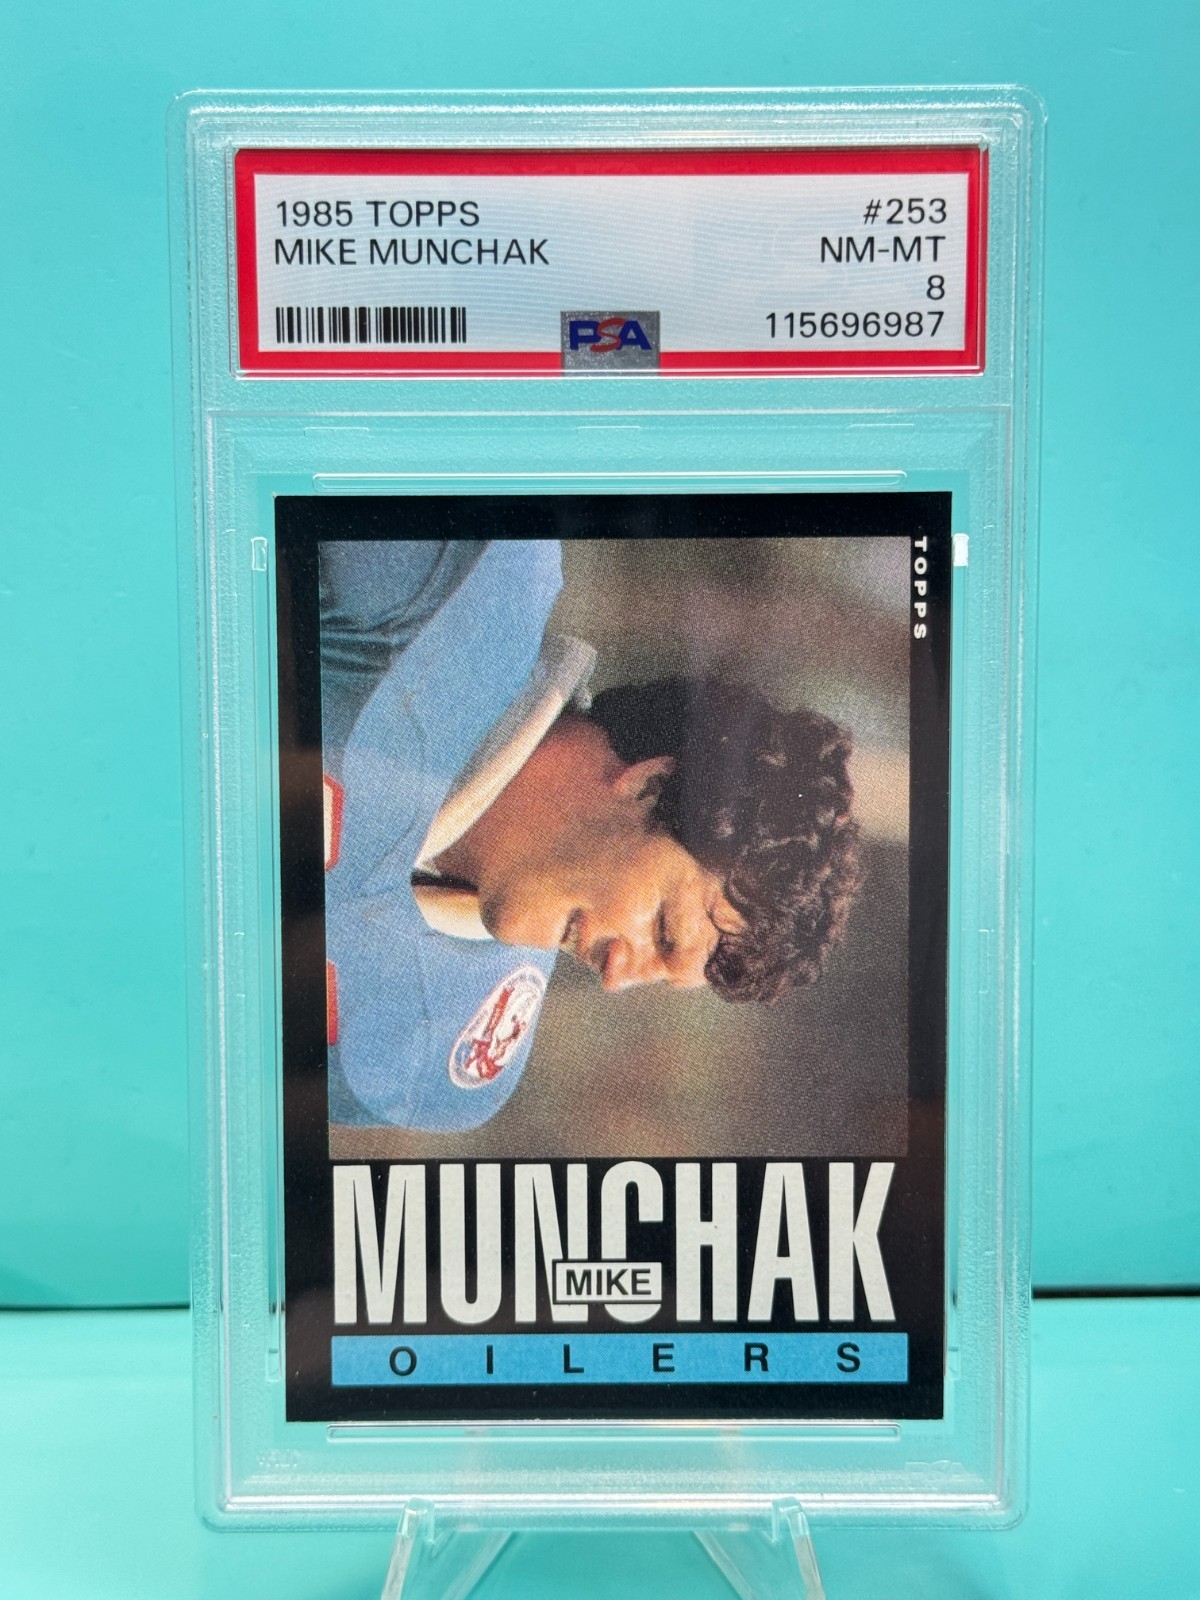 1985 TOPPS
#253
MIKE MUNCHAK
NM-MT
8
PSA
115696987
TOPPS
MUNCHAK
MIKE
OILERS